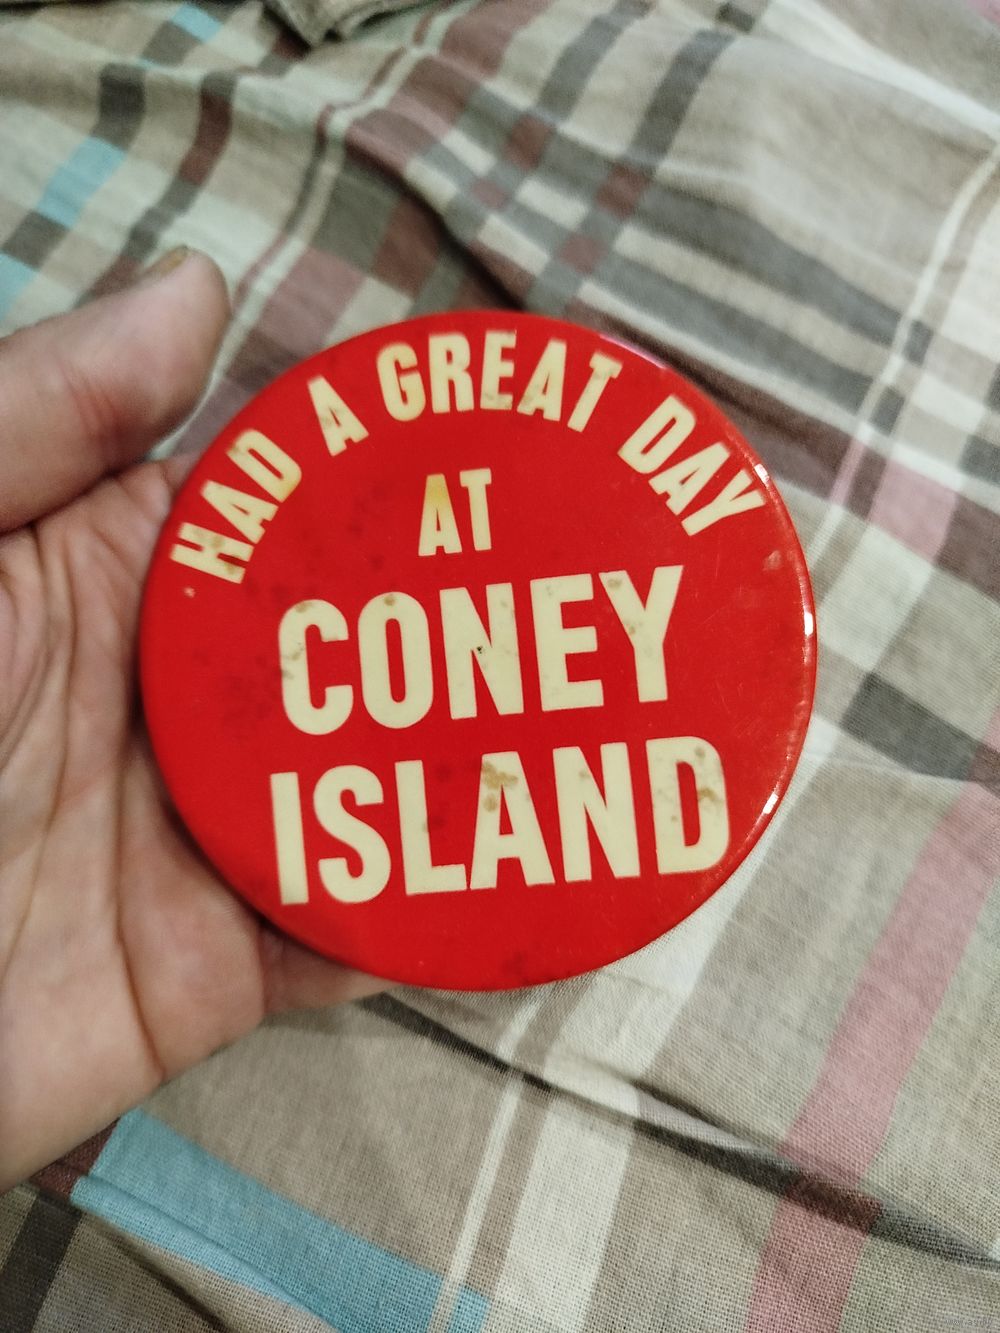 HAD A GREAT DAY
AT
CONEY
ISLAND